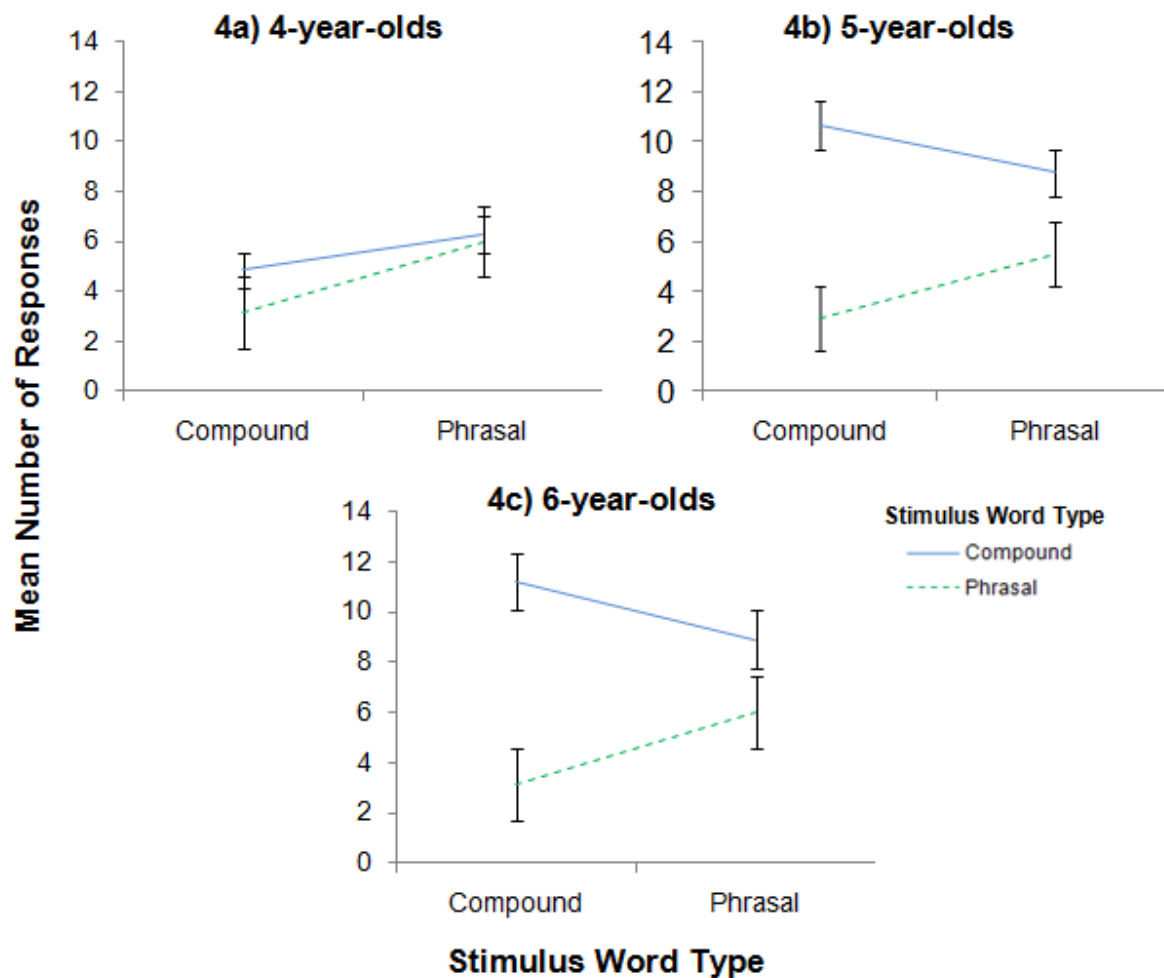 4a) 4-year-olds
14
12
10
8
6
4
2
0
Compound Phrasal
4b) 5-year-olds
14
12
10
8
6
4
2
0
Compound Phrasal
Mean Number of Responses
4c) 6-year-olds
14
12
10
8
6
4
2
0
Compound Phrasal
Stimulus Word Type
Compound
Phrasal
Stimulus Word Type